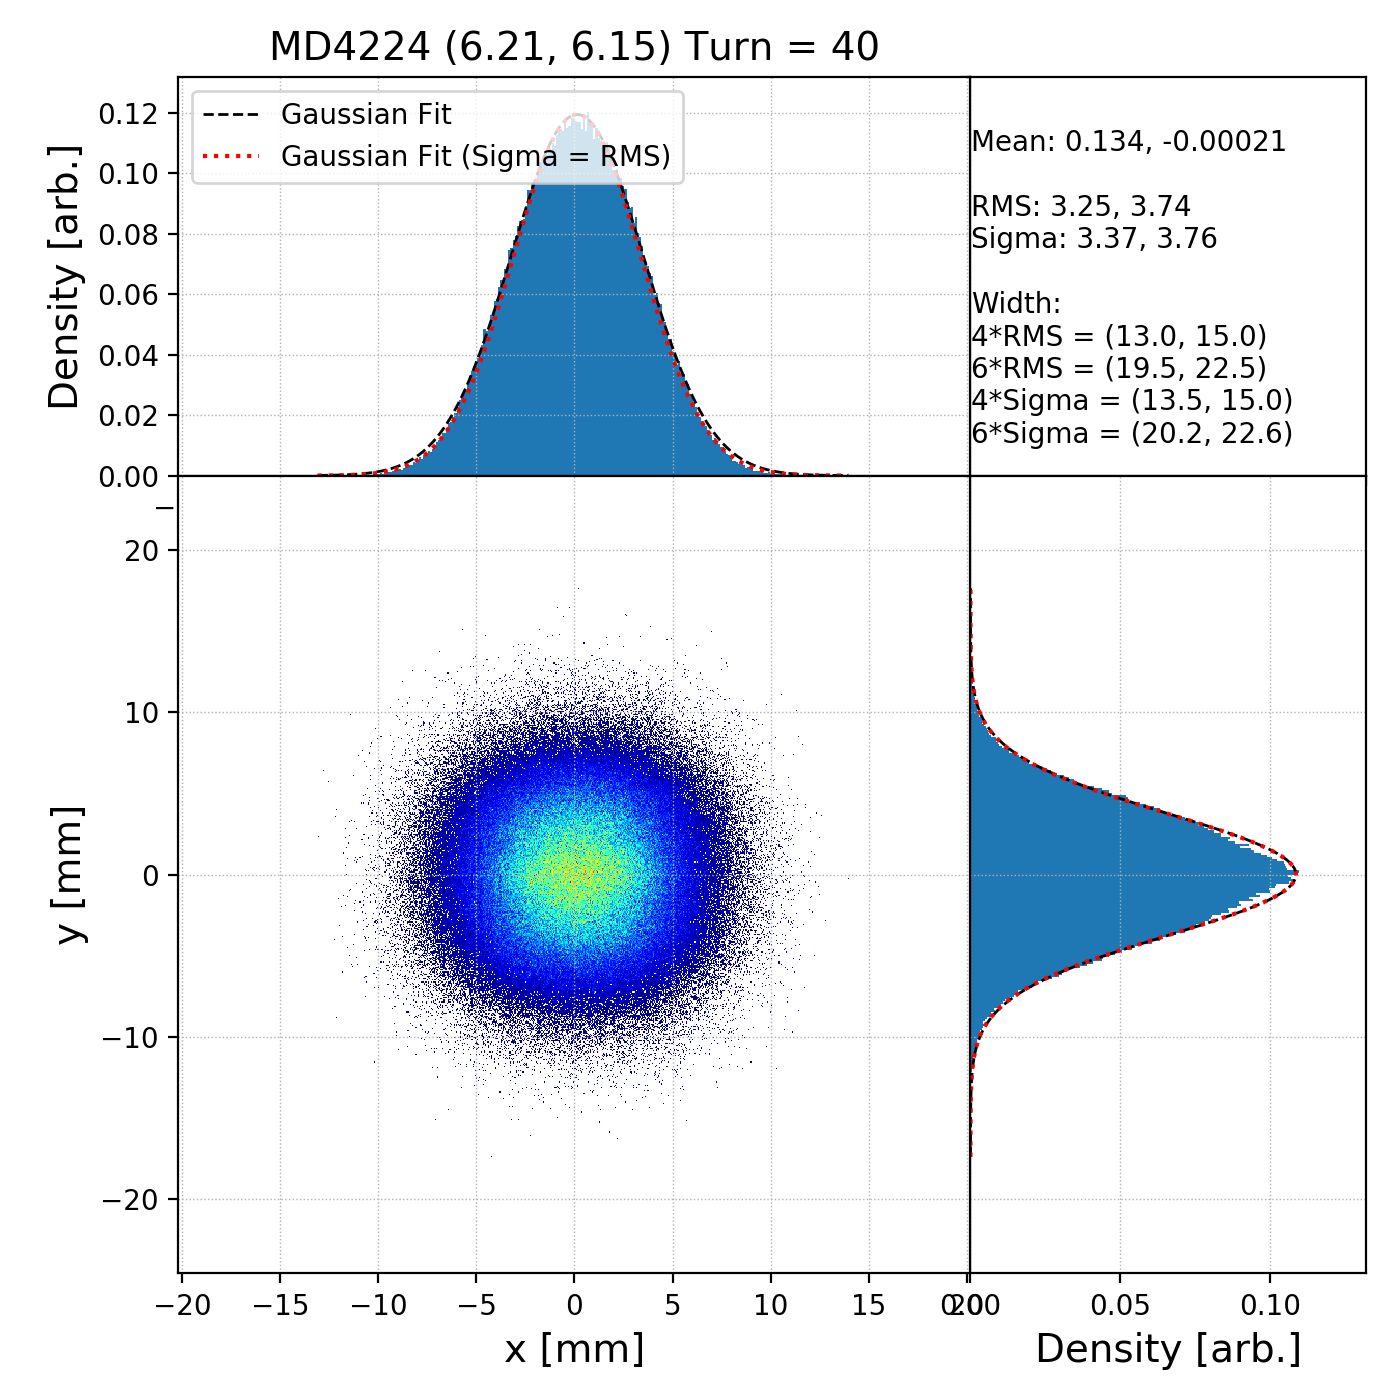 MD4224 (6.21, 6.15) Turn = 40
Gaussian Fit
Gaussian Fit (Sigma = RMS)
0.12
0.10
0.08
0.06
0.04
0.02
0.00
Density [arb.]
Mean: 0.134, -0.00021
RMS: 3.25, 3.74
Sigma: 3.37, 3.76
Width:
4*RMS = (13.0, 15.0)
6*RMS = (19.5, 22.5)
4*Sigma = (13.5, 15.0)
6*Sigma = (20.2, 22.6)
20
10
0
−10
−20
y [mm]
−20 −15 −10 −5 0 5 10 15 20
x [mm]
0.00 0.05 0.10
Density [arb.]